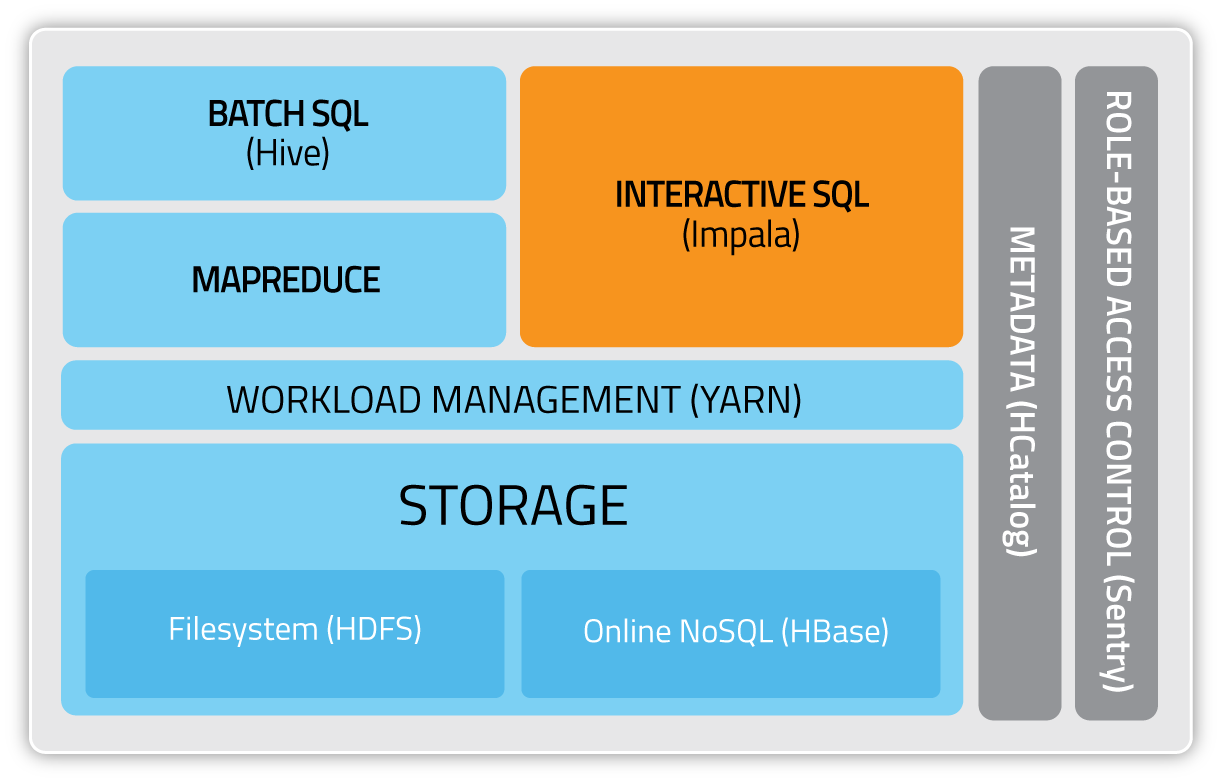 BATCH SQL
(Hive)
MAPREDUCE
INTERACTIVE SQL
(Impala)
WORKLOAD MANAGEMENT (YARN)
STORAGE
Filesystem (HDFS)
Online NoSQL (HBase)
METADATA (HCatalog)
ROLE-BASED ACCESS CONTROL (Sentry)